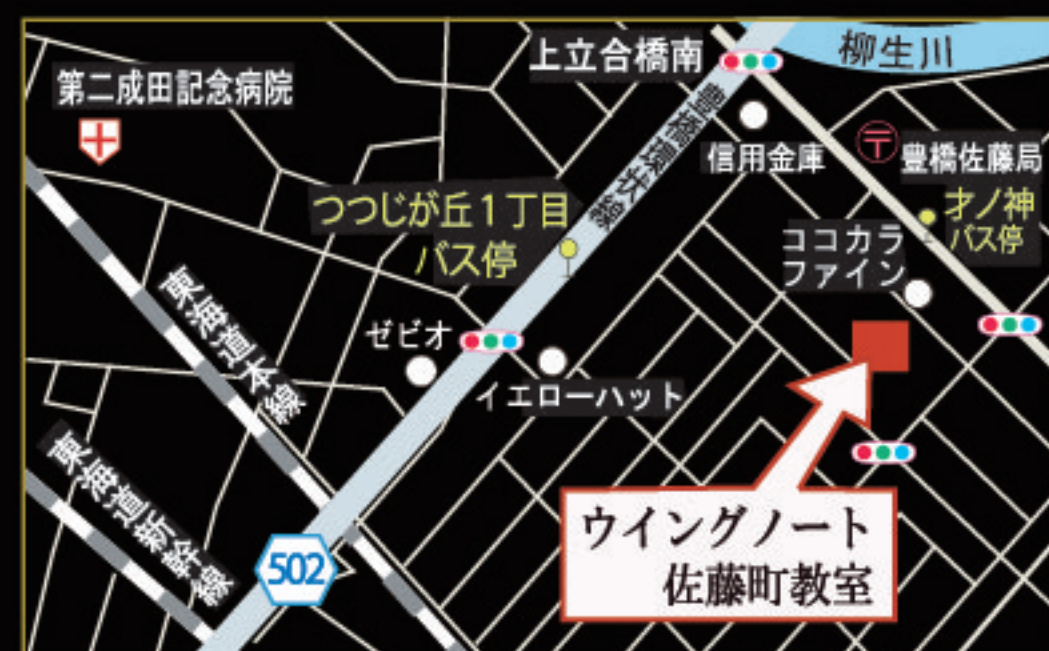 上立合橋南
柳生川
第二成田記念病院
豊橋環状線
信用金庫
〒
豊橋佐藤局
つつじが丘1丁目
バス停
才ノ神
バス停
ココカラ
ファイン
東海道本線
ゼビオ
イエローハット
東海道新幹線
ウイングノート
佐藤町教室
502